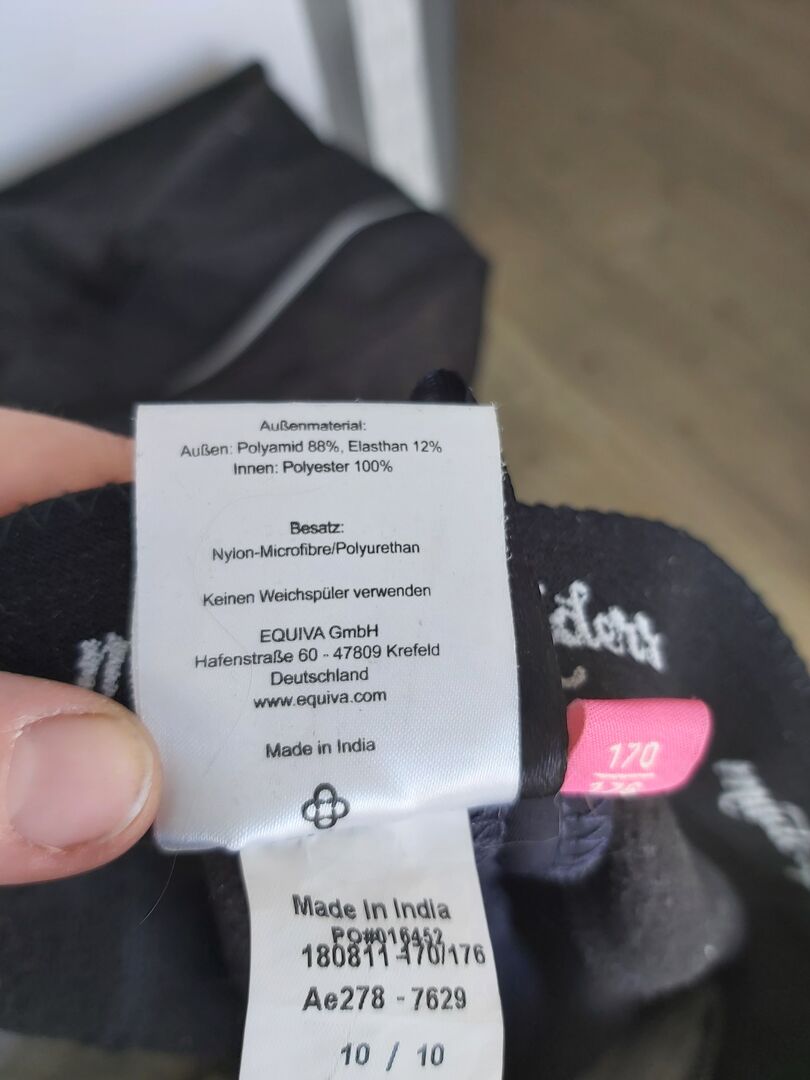 Außenmaterial:
Außen: Polyamid 88%, Elasthan 12%
Innen: Polyester 100%
Besatz:
Nylon-Microfibre/Polyurethan
Keinen Weichspüler verwenden
EQUIVA GmbH
Hafenstraße 60 - 47809 Krefeld
Deutschland
www.equiva.com
Made in India
170
176
Made In India
PO#016452
180811-170/176
Ae278 - 7629
10 / 10